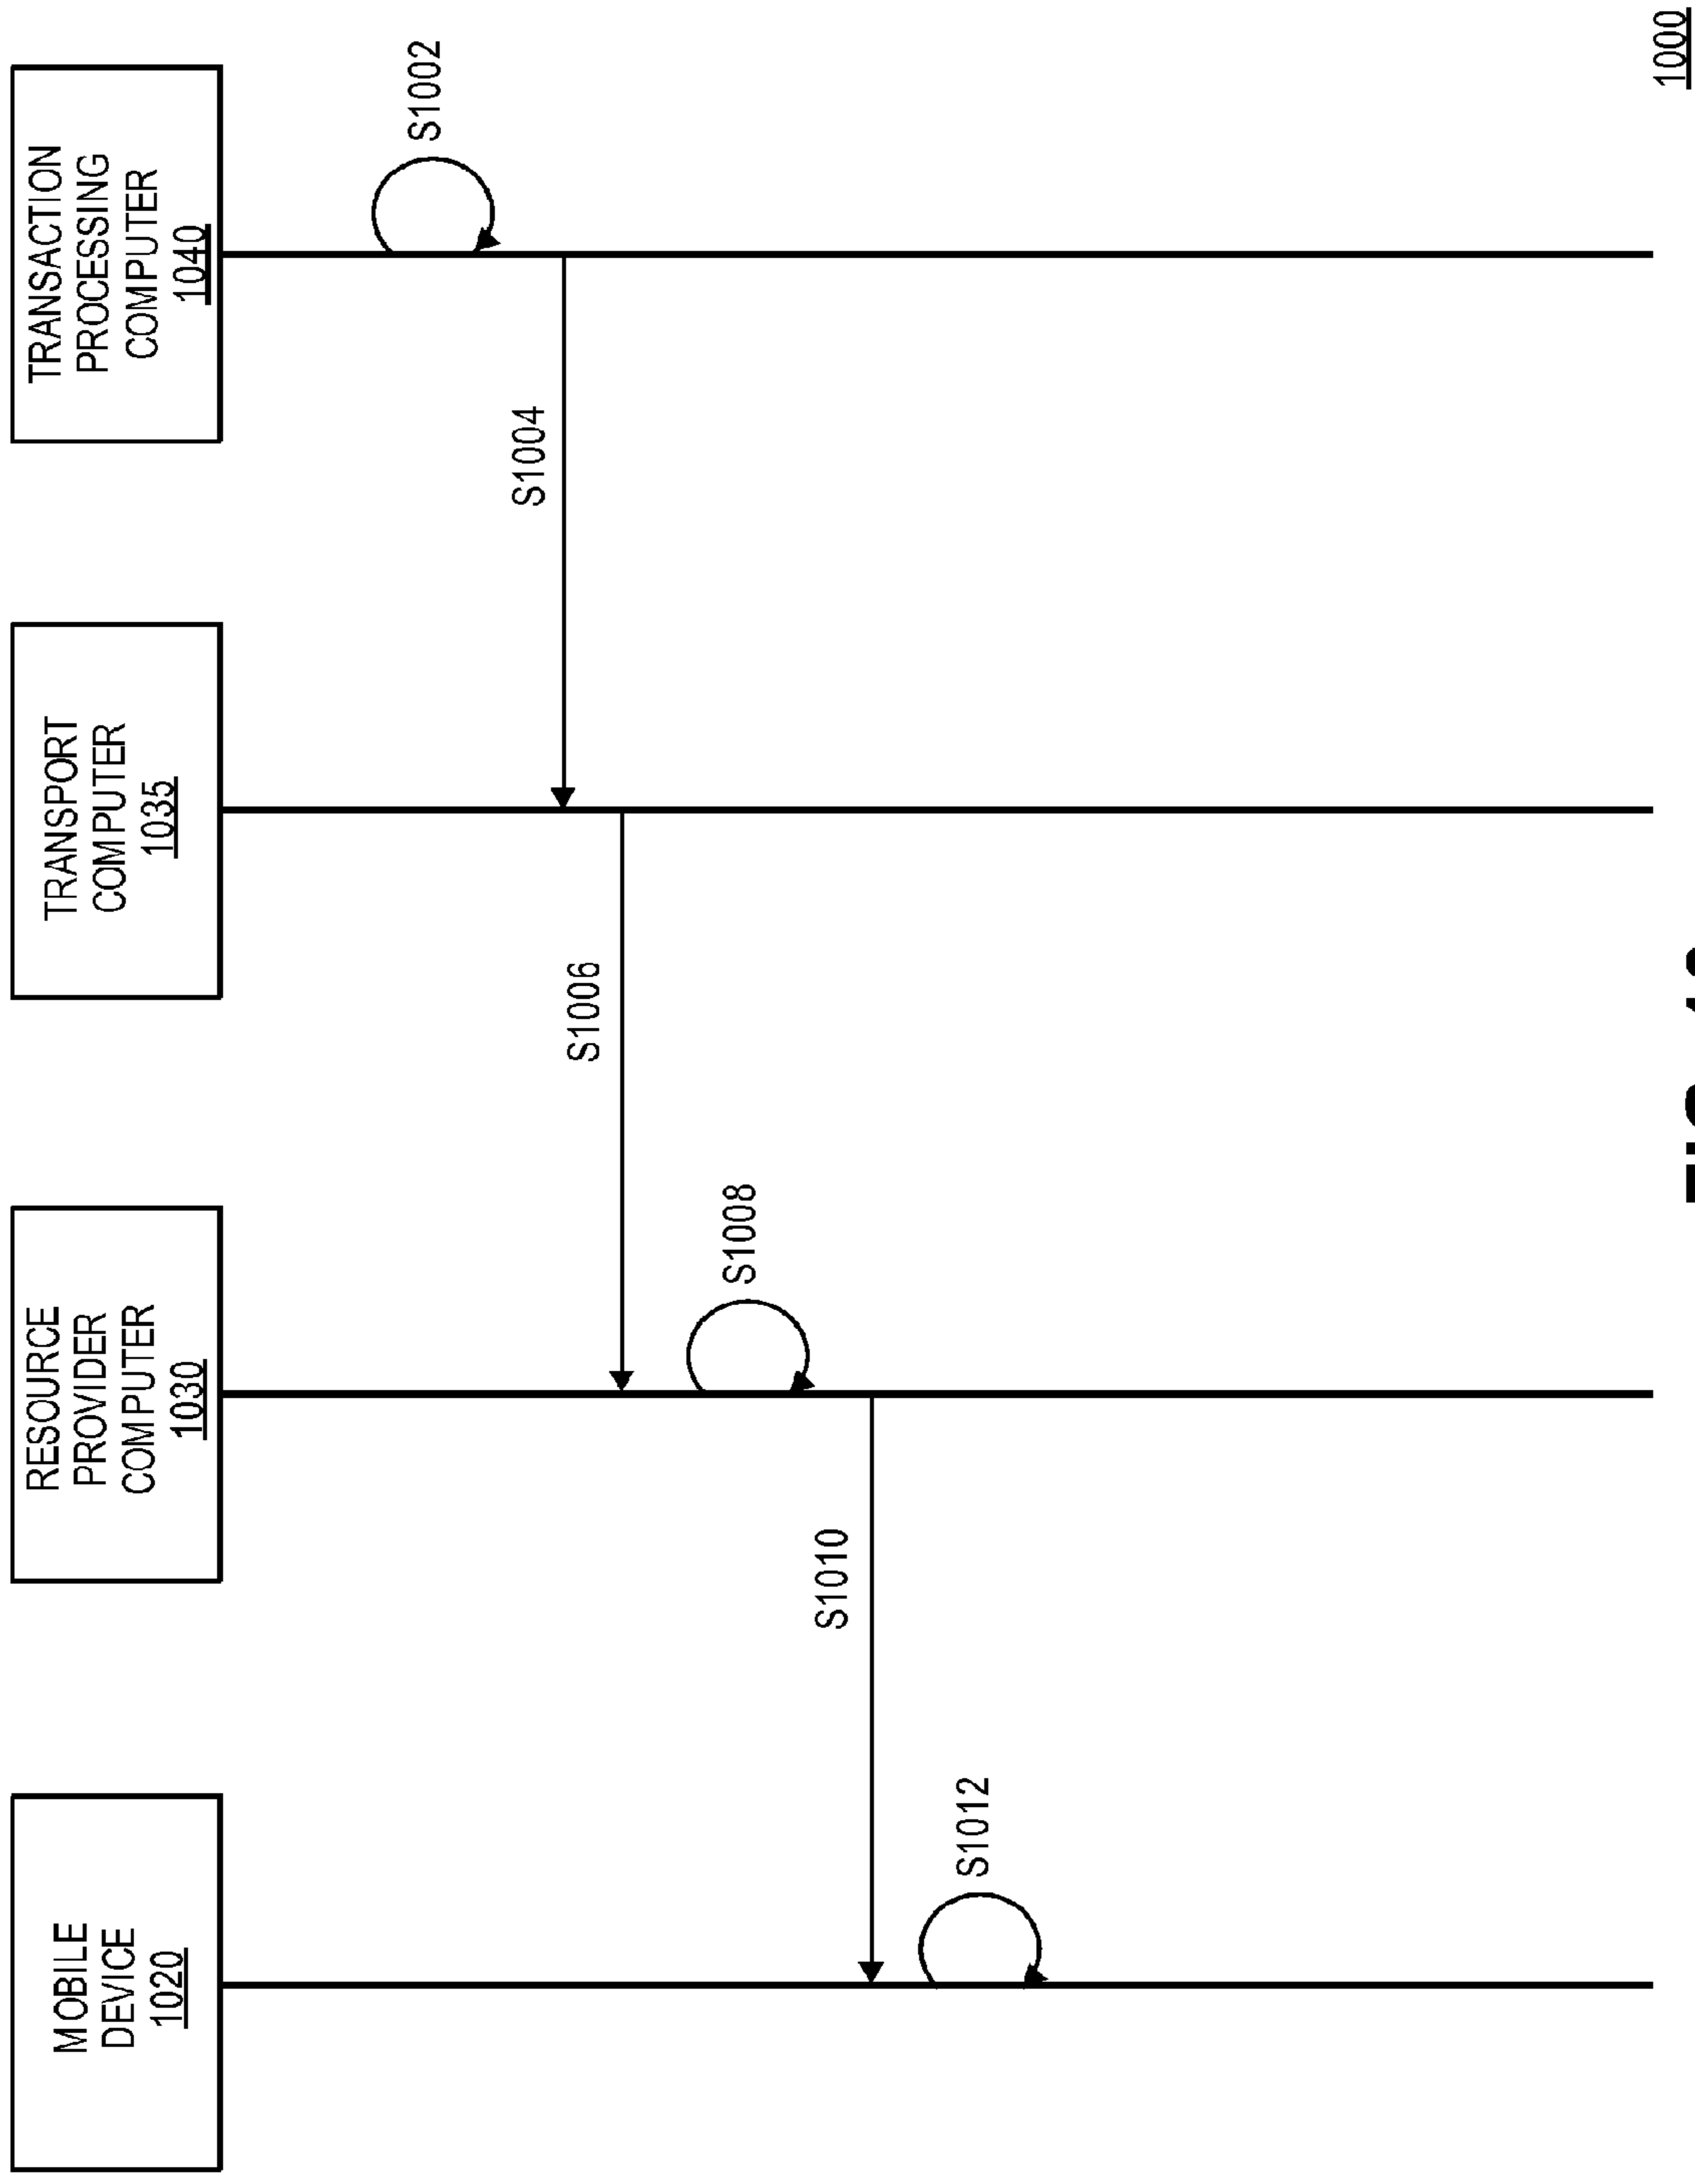 MOBILE
DEVICE
1020
RESOURCE
PROVIDER
COMPUTER
1030
TRANSPORT
COMPUTER
1035
TRANSACTION
PROCESSING
COMPUTER
1040
S1002
S1004
S1006
S1008
S1010
S1012
1000